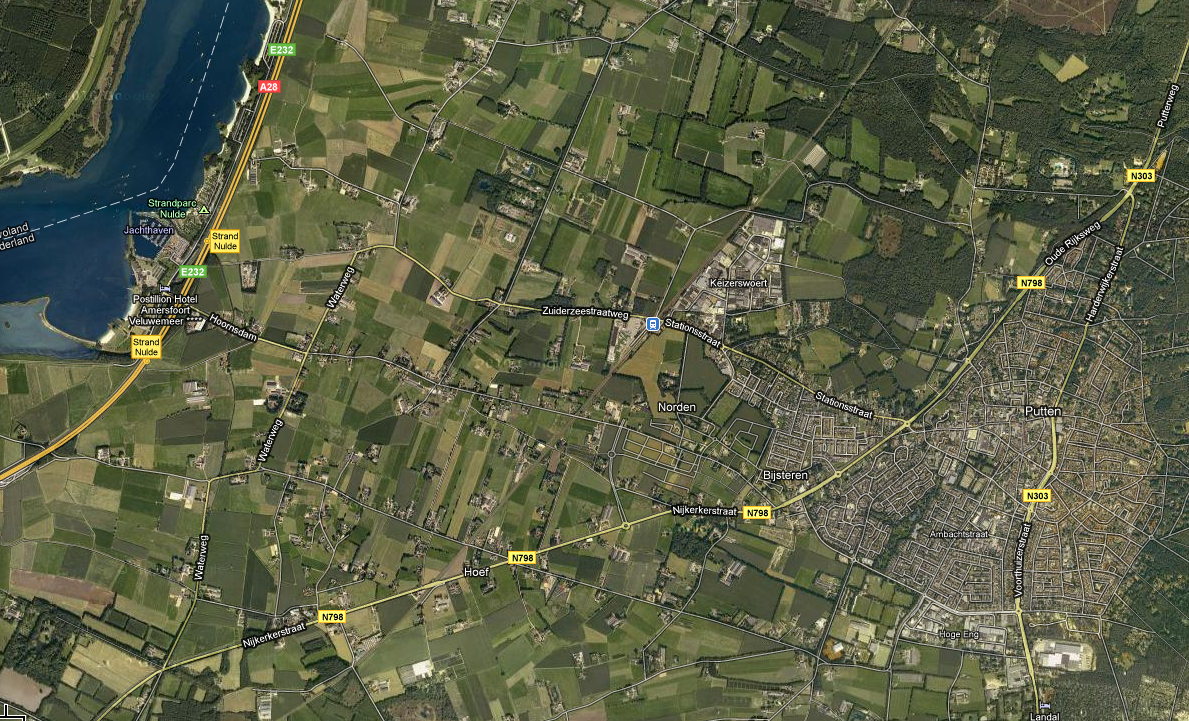 E232
A28
Putterweg
N303
Strandparc
Nulde
Jachthaven
Strand
Nulde
Oude Rijksweg
Harderwijkerstraat
E232
Waterweg
Keizerswoert
N798
Postillion Hotel
Amersfoort
Veluwemeer ****
Hoornsdam
Zuiderzeestraatweg
Stationsstraat
Strand
Nulde
Stationsstraat
Norden
Putten
Waterweg
Bijsteren
N303
Nijkerkerstraat
N798
Ambachtstraat
Waterweg
N798
Hoef
Voorthuizerstraat
N798
Nijkerkerstraat
Hoge Eng
Landal